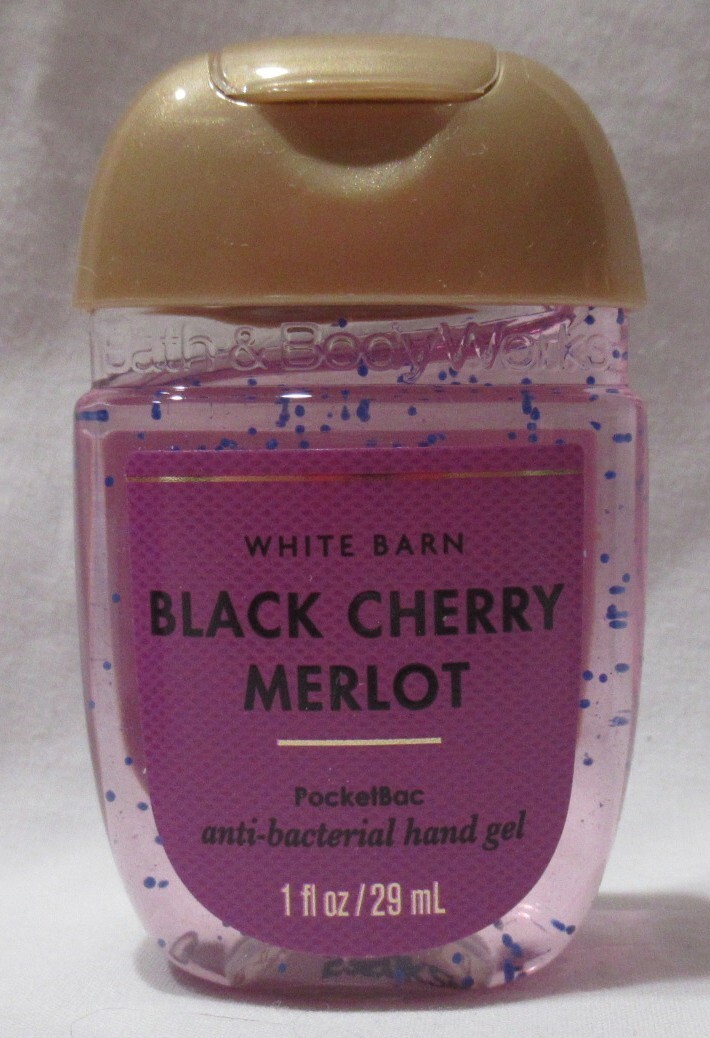 Bath & Body Works
WHITE BARN
BLACK CHERRY
MERLOT
PocketBac
anti-bacterial hand gel
1 fl oz / 29 mL